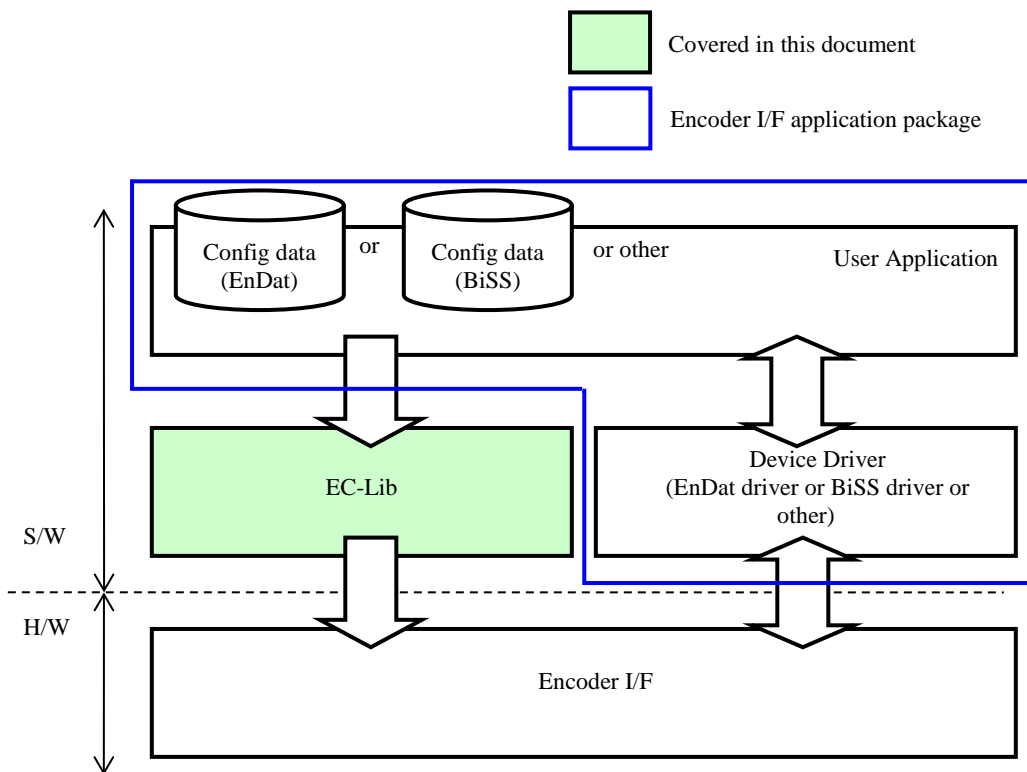 Covered in this document
Encoder I/F application package
Config data
(EnDat)
or
Config data
(BiSS)
or other
User Application
EC-Lib
Device Driver
(EnDat driver or BiSS driver or
other)
S/W
H/W
Encoder I/F